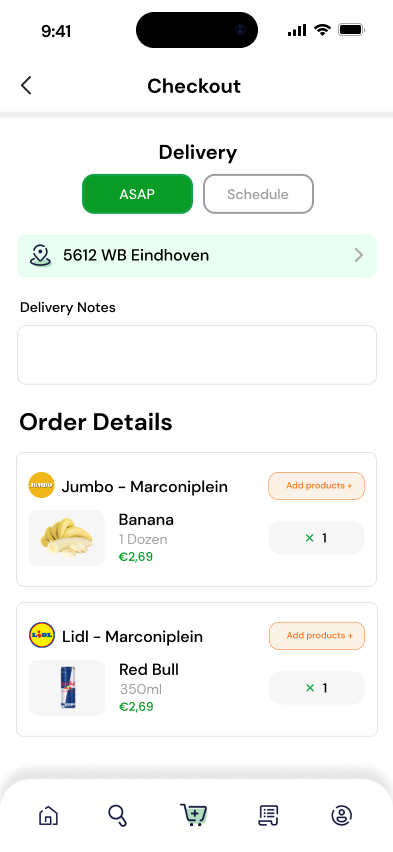 9:41
Checkout
Delivery
ASAP Schedule
5612 WB Eindhoven
Delivery Notes
Order Details
JUMBO Jumbo - Marconiplein Add products +
Banana
1 Dozen
€2,69
× 1
LIDL Lidl - Marconiplein Add products +
Red Bull
350ml
€2,69
× 1